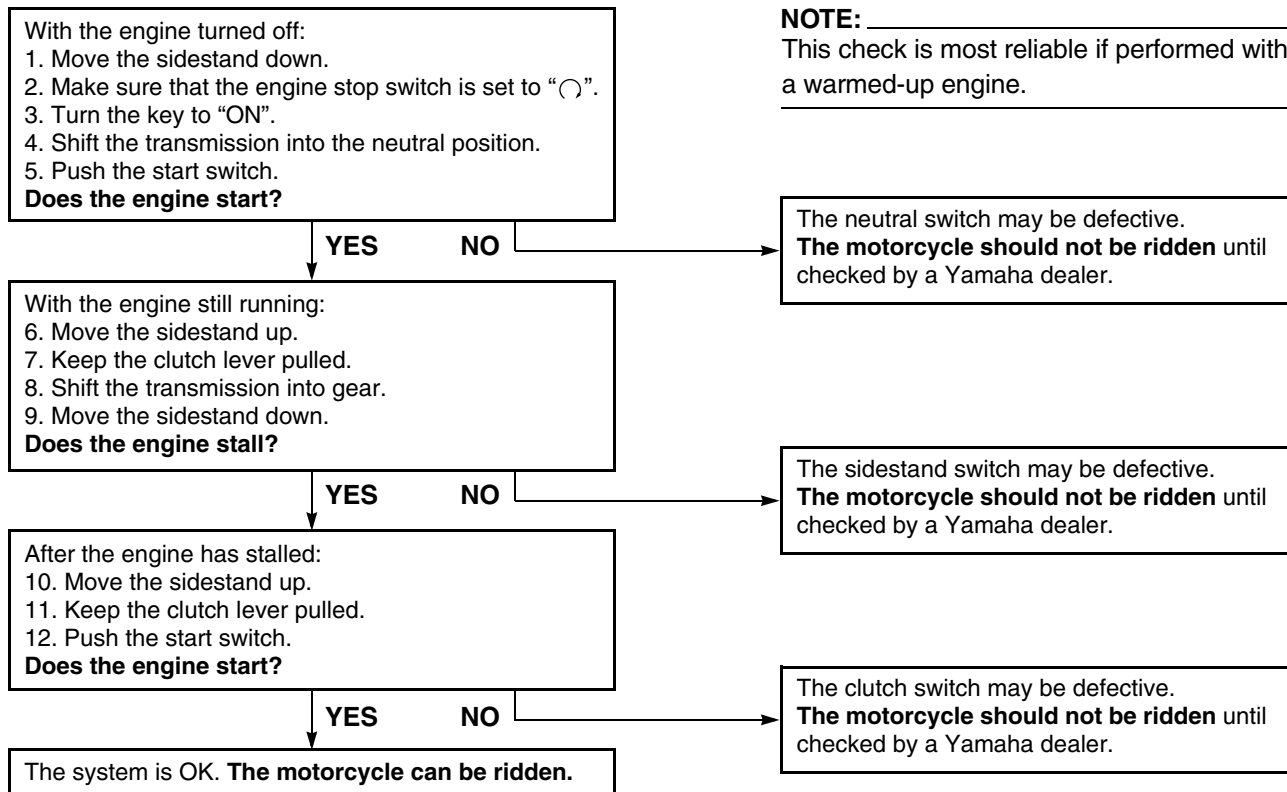 With the engine turned off:
1. Move the sidestand down.
2. Make sure that the engine stop switch is set to “ ”.
3. Turn the key to “ON”.
4. Shift the transmission into the neutral position.
5. Push the start switch.
Does the engine start?
NOTE:
This check is most reliable if performed with
a warmed-up engine.
YES NO
The neutral switch may be defective.
The motorcycle should not be ridden until
checked by a Yamaha dealer.
With the engine still running:
6. Move the sidestand up.
7. Keep the clutch lever pulled.
8. Shift the transmission into gear.
9. Move the sidestand down.
Does the engine stall?
YES NO
The sidestand switch may be defective.
The motorcycle should not be ridden until
checked by a Yamaha dealer.
After the engine has stalled:
10. Move the sidestand up.
11. Keep the clutch lever pulled.
12. Push the start switch.
Does the engine start?
YES NO
The clutch switch may be defective.
The motorcycle should not be ridden until
checked by a Yamaha dealer.
The system is OK. The motorcycle can be ridden.